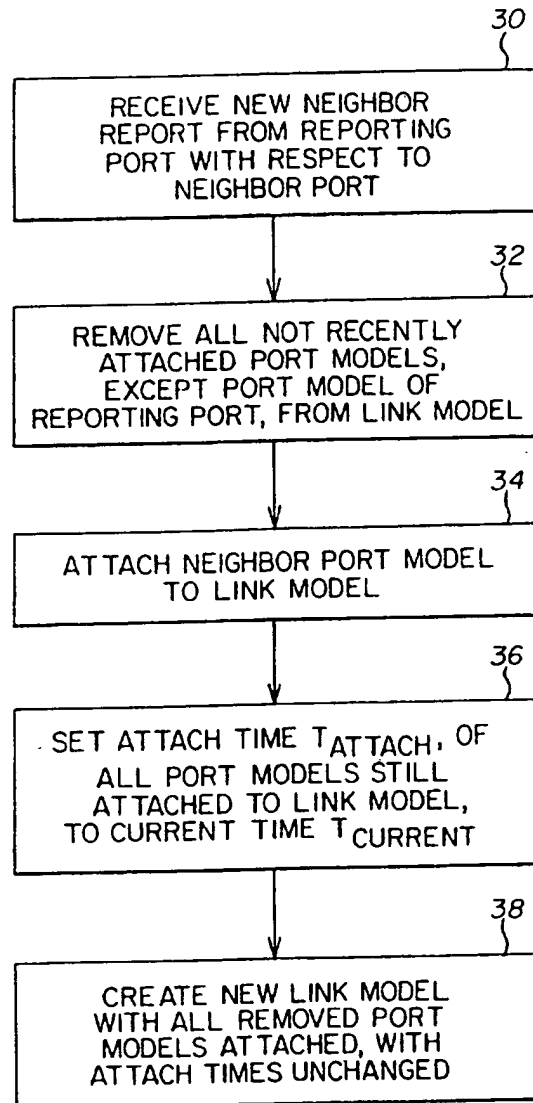 30
RECEIVE NEW NEIGHBOR
REPORT FROM REPORTING
PORT WITH RESPECT TO
NEIGHBOR PORT
32
REMOVE ALL NOT RECENTLY
ATTACHED PORT MODELS,
EXCEPT PORT MODEL OF
REPORTING PORT, FROM LINK MODEL
34
ATTACH NEIGHBOR PORT MODEL
TO LINK MODEL
36
SET ATTACH TIME TATTACH, OF
ALL PORT MODELS STILL
ATTACHED TO LINK MODEL,
TO CURRENT TIME TCURRENT
38
CREATE NEW LINK MODEL
WITH ALL REMOVED PORT
MODELS ATTACHED, WITH
ATTACH TIMES UNCHANGED